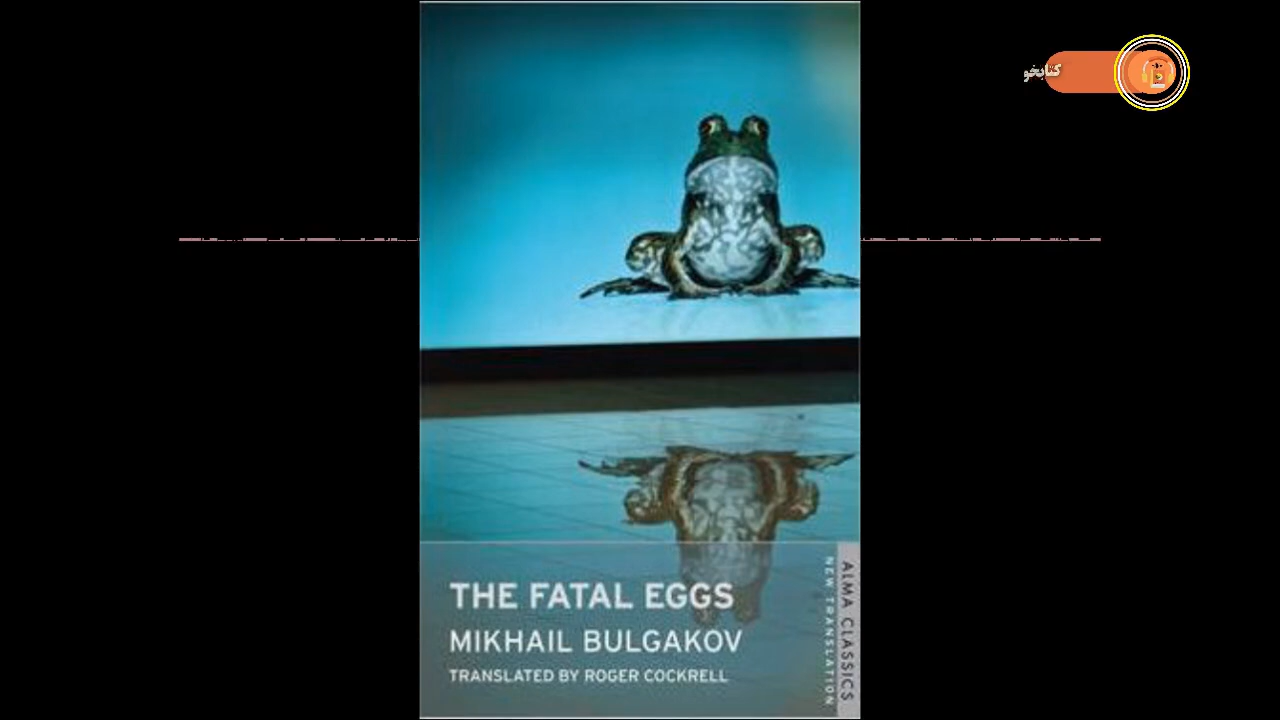 کتابخو
THE FATAL EGGS
MIKHAIL BULGAKOV
TRANSLATED BY ROGER COCKRELL
ALMA CLASSICS
NEW TRANSLATION